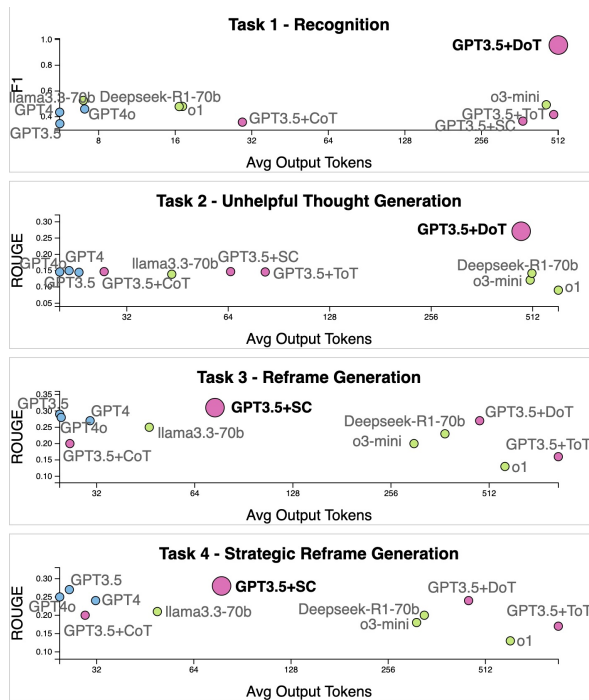 Task 1 - Recognition
GPT3.5+DoT
F1
1.0
0.8
0.6
0.4
llama3.3-70b
Deepseek-R1-70b
GPT4
GPT4o
o1
GPT3.5
GPT3.5+CoT
o3-mini
GPT3.5+ToT
GPT3.5+SC
8 16 32 64 128 256 512
Avg Output Tokens
Task 2 - Unhelpful Thought Generation
GPT3.5+DoT
ROUGE
0.30
0.25
0.20
0.15
0.10
0.05
GPT4o
GPT4
GPT3.5
GPT3.5+CoT
llama3.3-70b
GPT3.5+SC
GPT3.5+ToT
Deepseek-R1-70b
o3-mini
o1
32 64 128 256 512
Avg Output Tokens
Task 3 - Reframe Generation
ROUGE
0.35
0.30
0.25
0.20
0.15
0.10
GPT3.5
GPT4
GPT4o
GPT3.5+CoT
llama3.3-70b
GPT3.5+SC
Deepseek-R1-70b
o3-mini
GPT3.5+DoT
GPT3.5+ToT
o1
32 64 128 256 512
Avg Output Tokens
Task 4 - Strategic Reframe Generation
ROUGE
0.30
0.25
0.20
0.15
0.10
GPT3.5
GPT4o
GPT4
GPT3.5+CoT
llama3.3-70b
GPT3.5+SC
Deepseek-R1-70b
o3-mini
GPT3.5+DoT
GPT3.5+ToT
o1
32 64 128 256 512
Avg Output Tokens